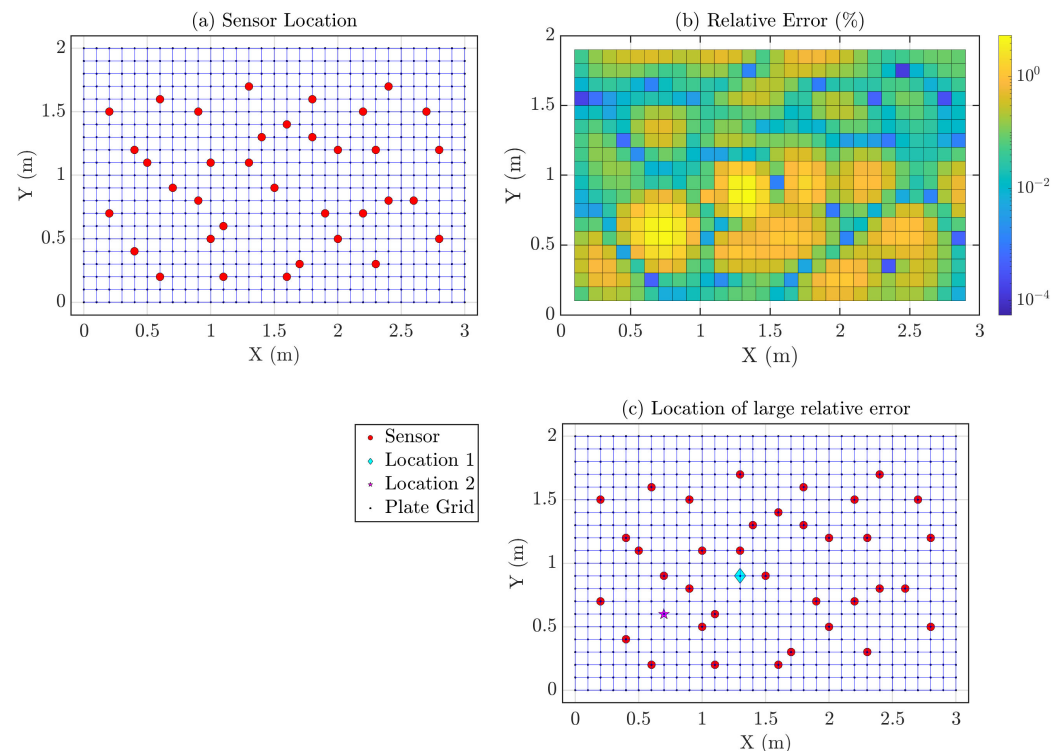 (a) Sensor Location
2
1.5
1
0.5
0
Y (m)
0 0.5 1 1.5 2 2.5 3
X (m)
(b) Relative Error (%)
2
1.5
1
0.5
0
Y (m)
0 0.5 1 1.5 2 2.5 3
X (m)
10⁰
10⁻²
10⁻⁴
Sensor
Location 1
Location 2
Plate Grid
(c) Location of large relative error
2
1.5
1
0.5
0
Y (m)
0 0.5 1 1.5 2 2.5 3
X (m)